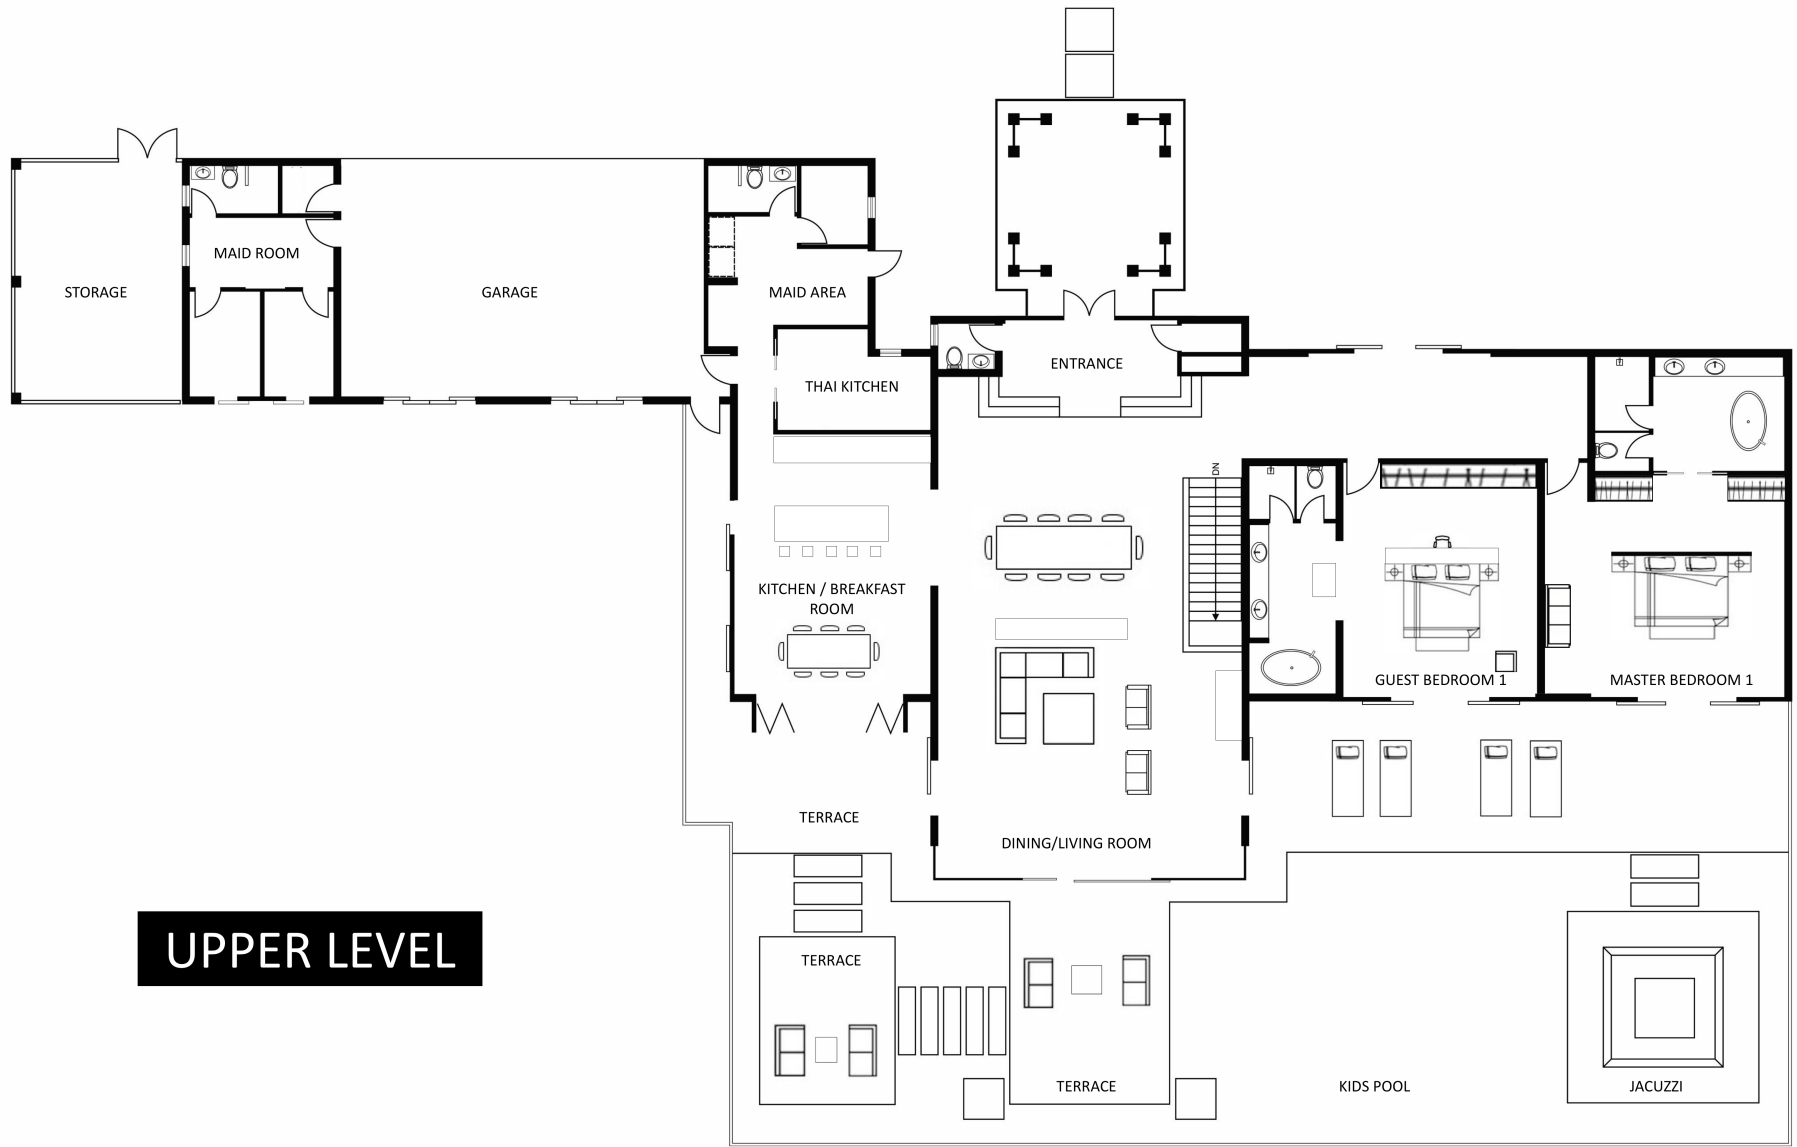 MAID ROOM
STORAGE
GARAGE
MAID AREA
ENTRANCE
THAI KITCHEN
DN
KITCHEN / BREAKFAST
ROOM
GUEST BEDROOM 1
MASTER BEDROOM 1
TERRACE
DINING/LIVING ROOM
UPPER LEVEL
TERRACE
TERRACE
KIDS POOL
JACUZZI